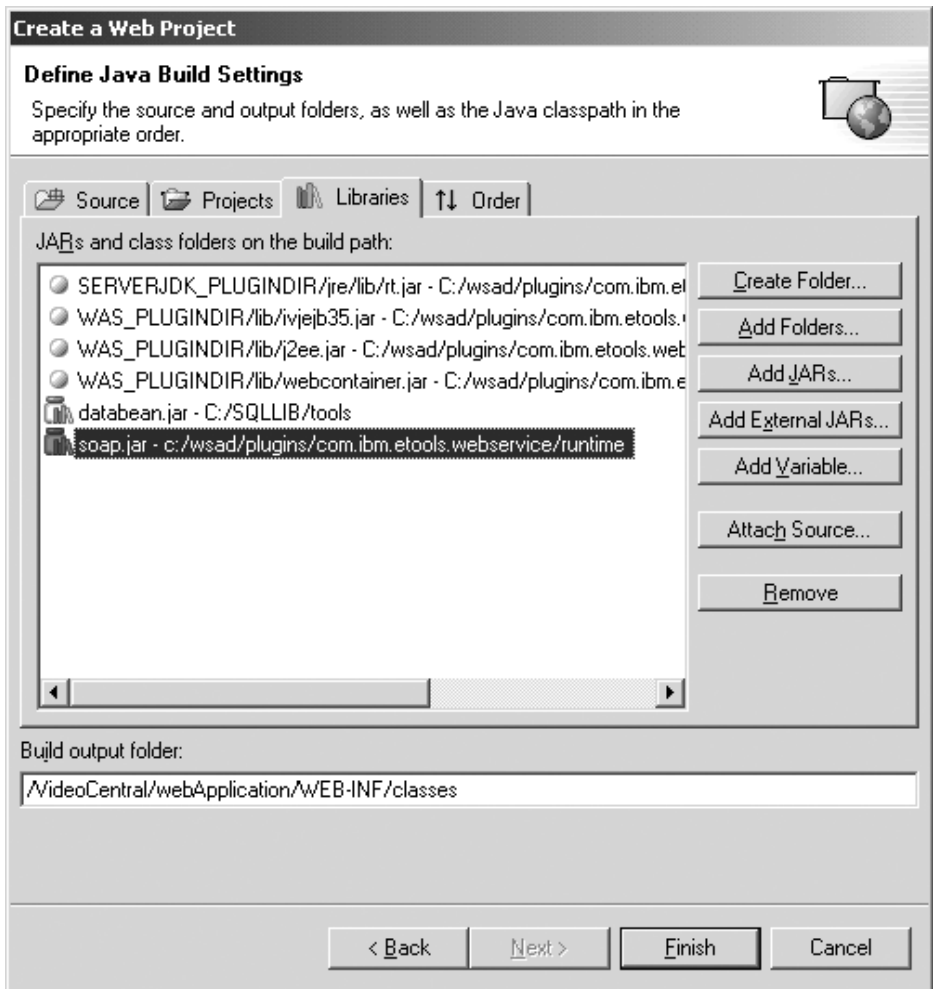 Create a Web Project
Define Java Build Settings
Specify the source and output folders, as well as the Java classpath in the
appropriate order.
Source Projects Libraries Order
JARs and class folders on the build path:
SERVERJDK_PLUGINDIR/jre/lib/rt.jar - C:/wsad/plugins/com.ibm.et
WAS_PLUGINDIR/lib/ivjejb35.jar - C:/wsad/plugins/com.ibm.etools.
WAS_PLUGINDIR/lib/j2ee.jar - C:/wsad/plugins/com.ibm.etools.web
WAS_PLUGINDIR/lib/webcontainer.jar - C:/wsad/plugins/com.ibm.e
databean.jar - C:/SQLLIB/tools
soap.jar - c:/wsad/plugins/com.ibm.etools.webservice/runtime
Create Folder...
Add Folders...
Add JARs...
Add External JARs...
Add Variable...
Attach Source...
Remove
Build output folder:
/VideoCentral/webApplication/WEB-INF/classes
< Back Next > Finish Cancel